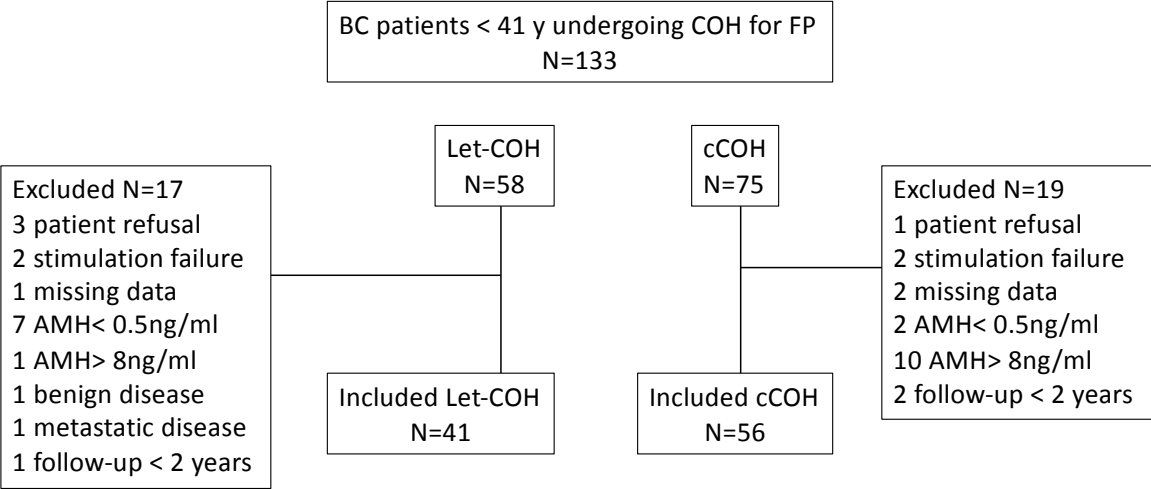 BC patients < 41 y undergoing COH for FP
N=133
Let-COH
N=58
cCOH
N=75
Excluded N=17
3 patient refusal
2 stimulation failure
1 missing data
7 AMH< 0.5ng/ml
1 AMH> 8ng/ml
1 benign disease
1 metastatic disease
1 follow-up < 2 years
Excluded N=19
1 patient refusal
2 stimulation failure
2 missing data
2 AMH< 0.5ng/ml
10 AMH> 8ng/ml
2 follow-up < 2 years
Included Let-COH
N=41
Included cCOH
N=56